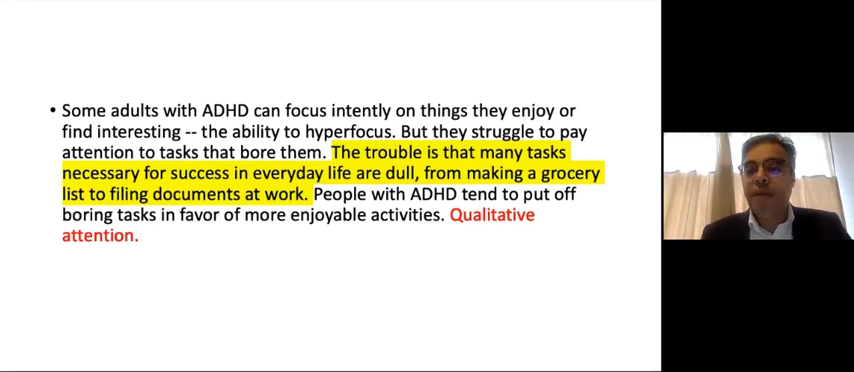 • Some adults with ADHD can focus intently on things they enjoy or
find interesting -- the ability to hyperfocus. But they struggle to pay
attention to tasks that bore them. The trouble is that many tasks
necessary for success in everyday life are dull, from making a grocery
list to filing documents at work. People with ADHD tend to put off
boring tasks in favor of more enjoyable activities. Qualitative
attention.